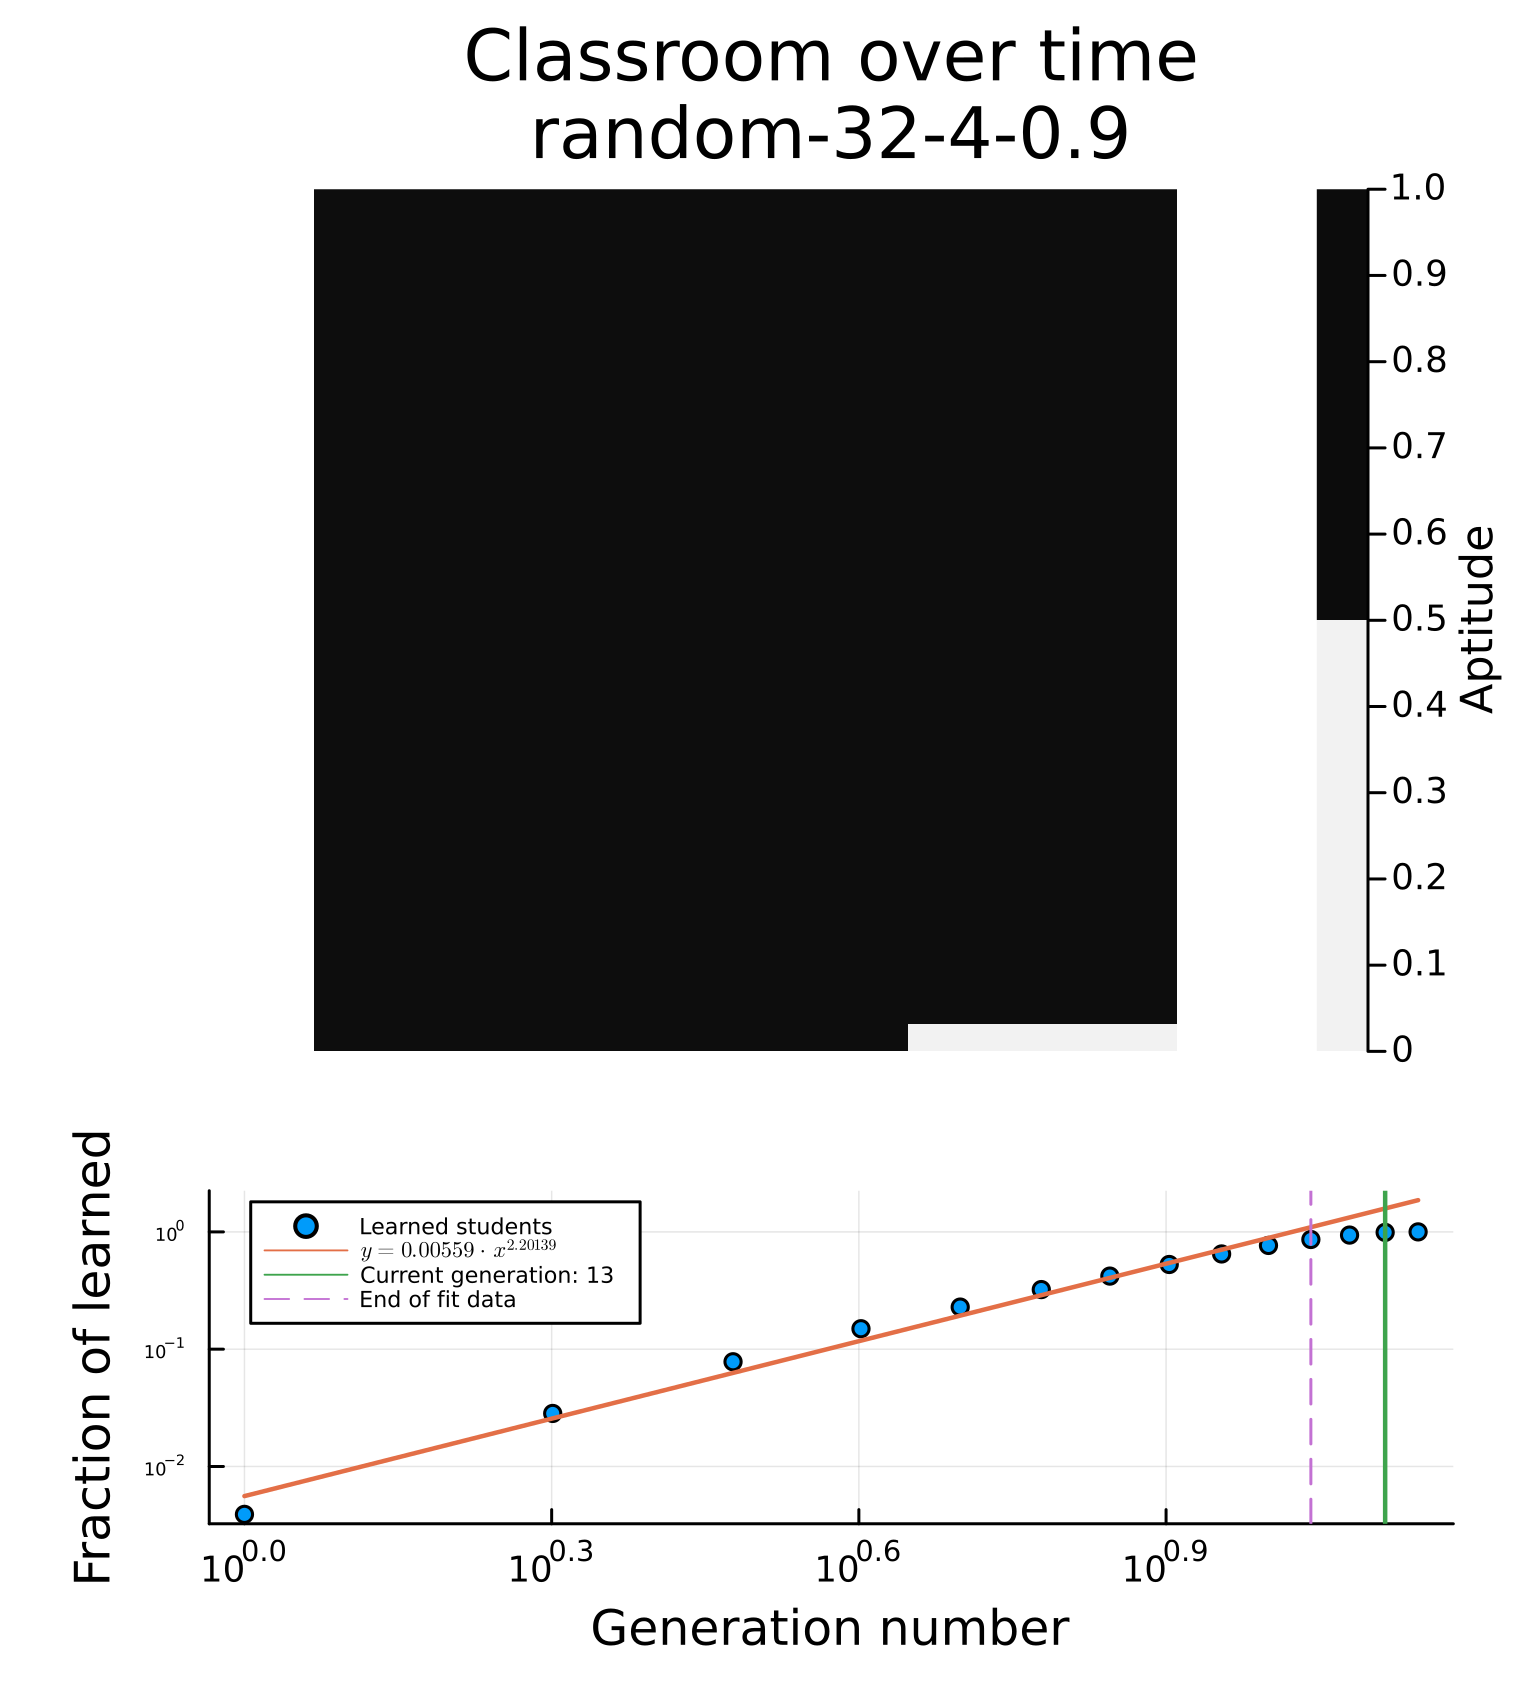 Classroom over time
random-32-4-0.9
1.0
0.9
0.8
0.7
0.6
0.5
0.4
0.3
0.2
0.1
0
Aptitude
Fraction of learned
10⁰
10⁻¹
10⁻²
Learned students
y = 0.00559 · x^2.20139
Current generation: 13
End of fit data
10^0.0 10^0.3 10^0.6 10^0.9
Generation number